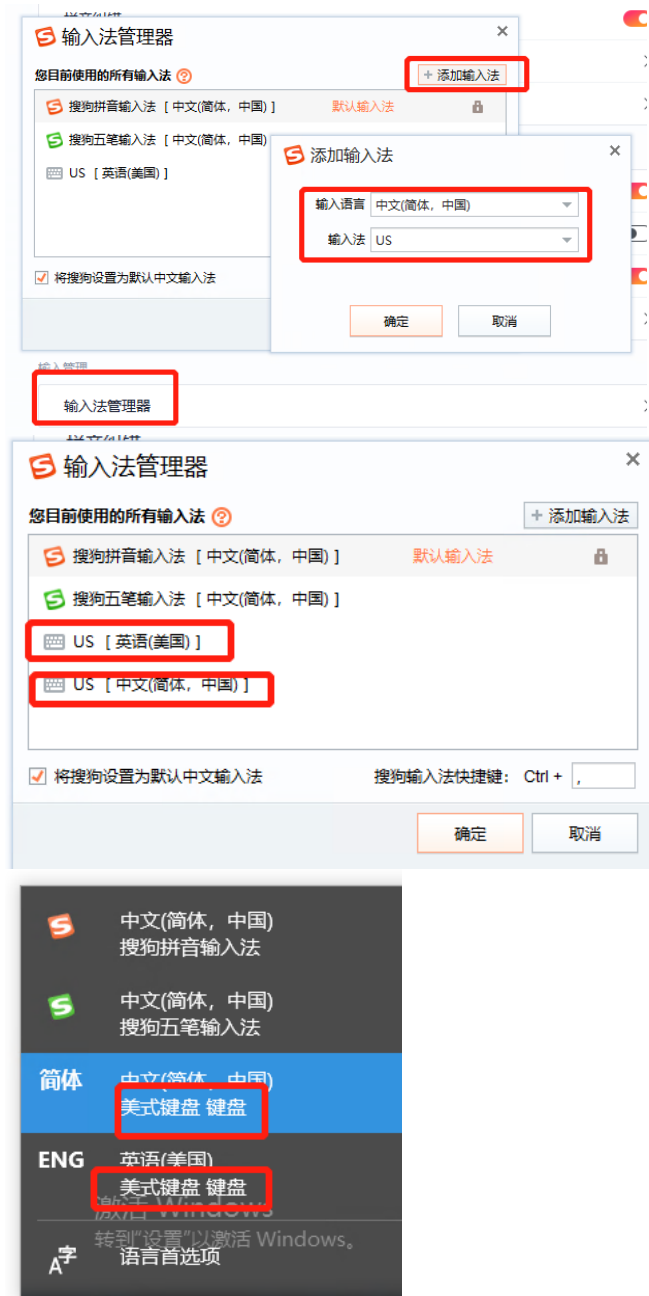 输入法管理器
您目前使用的所有输入法
+ 添加输入法
搜狗拼音输入法 [ 中文(简体，中国) ] 默认输入法
搜狗五笔输入法 [ 中文(简体，中国)
US [ 英语(美国) ]
将搜狗设置为默认中文输入法
添加输入法
输入语言 中文(简体，中国)
输入法 US
确定 取消
输入管理
输入法管理器
输入法管理器
您目前使用的所有输入法
+ 添加输入法
搜狗拼音输入法 [ 中文(简体，中国) ] 默认输入法
搜狗五笔输入法 [ 中文(简体，中国) ]
US [ 英语(美国) ]
US [ 中文(简体，中国) ]
将搜狗设置为默认中文输入法 搜狗输入法快捷键： Ctrl + ,
确定 取消
中文(简体，中国)
搜狗拼音输入法
中文(简体，中国)
搜狗五笔输入法
简体 中文(简体，中国)
美式键盘 键盘
ENG 英语(美国)
美式键盘 键盘
激活 Windows
转到"设置"以激活 Windows。
语言首选项